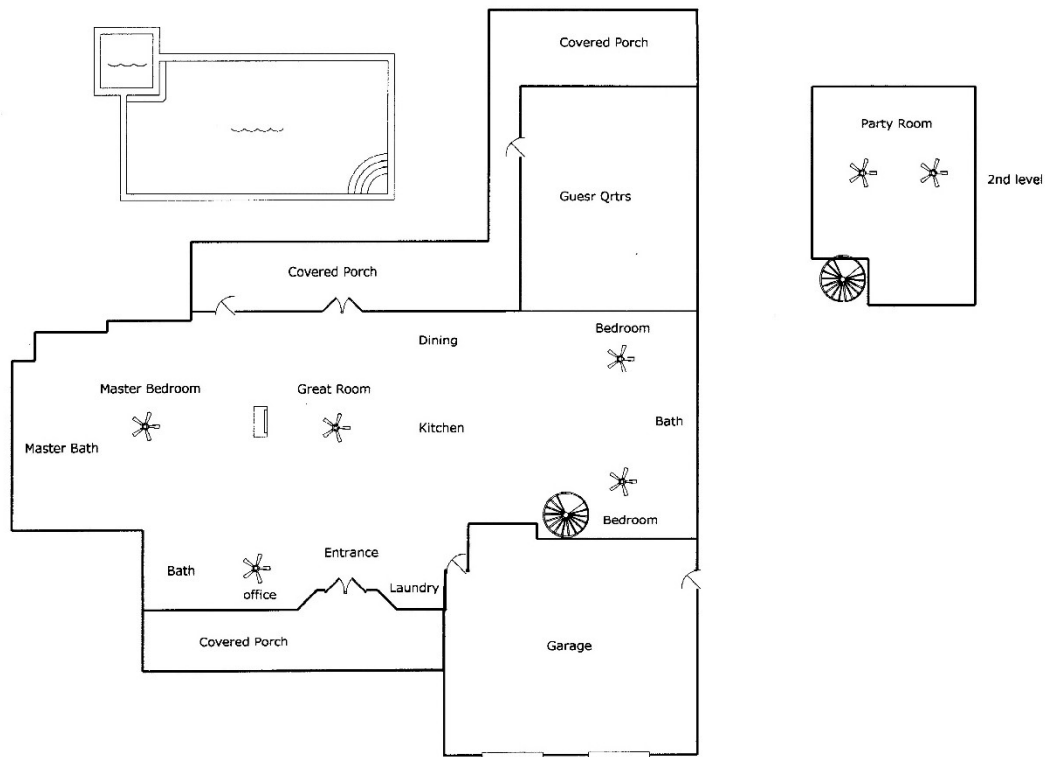 Covered Porch
Party Room
2nd level
Guesr Qrtrs
Covered Porch
Dining
Bedroom
Master Bedroom
Great Room
Kitchen
Bath
Master Bath
Bedroom
Entrance
Bath
office
Laundry
Covered Porch
Garage